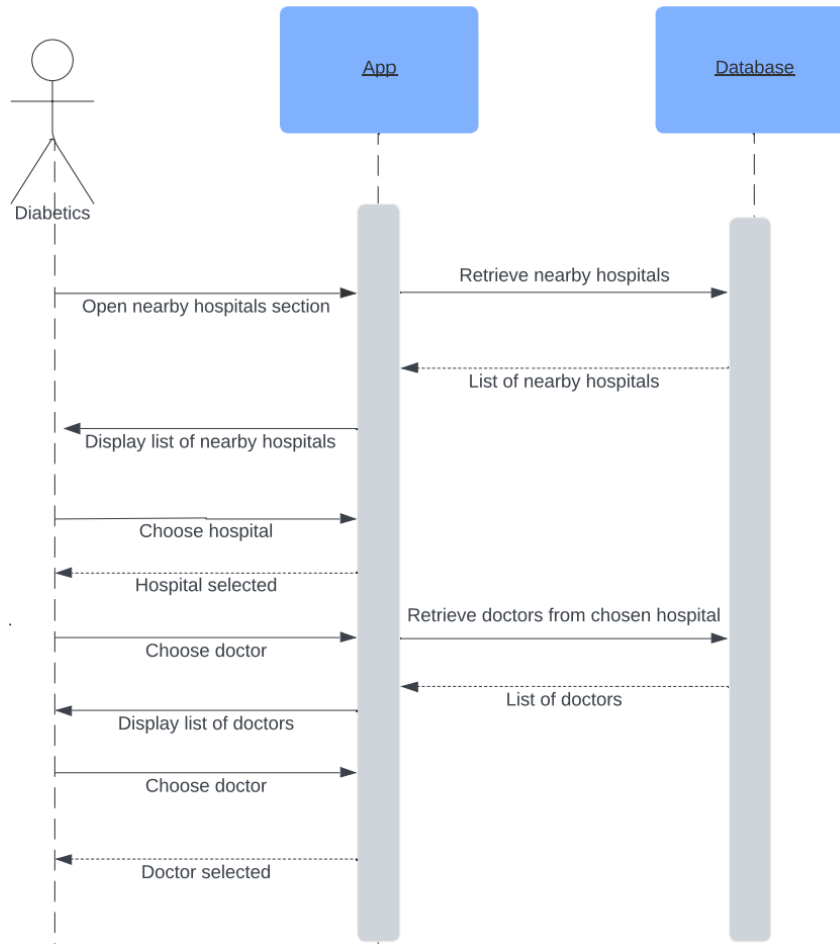 App
Database
Diabetics
Retrieve nearby hospitals
Open nearby hospitals section
List of nearby hospitals
Display list of nearby hospitals
Choose hospital
Hospital selected
Retrieve doctors from chosen hospital
Choose doctor
List of doctors
Display list of doctors
Choose doctor
Doctor selected